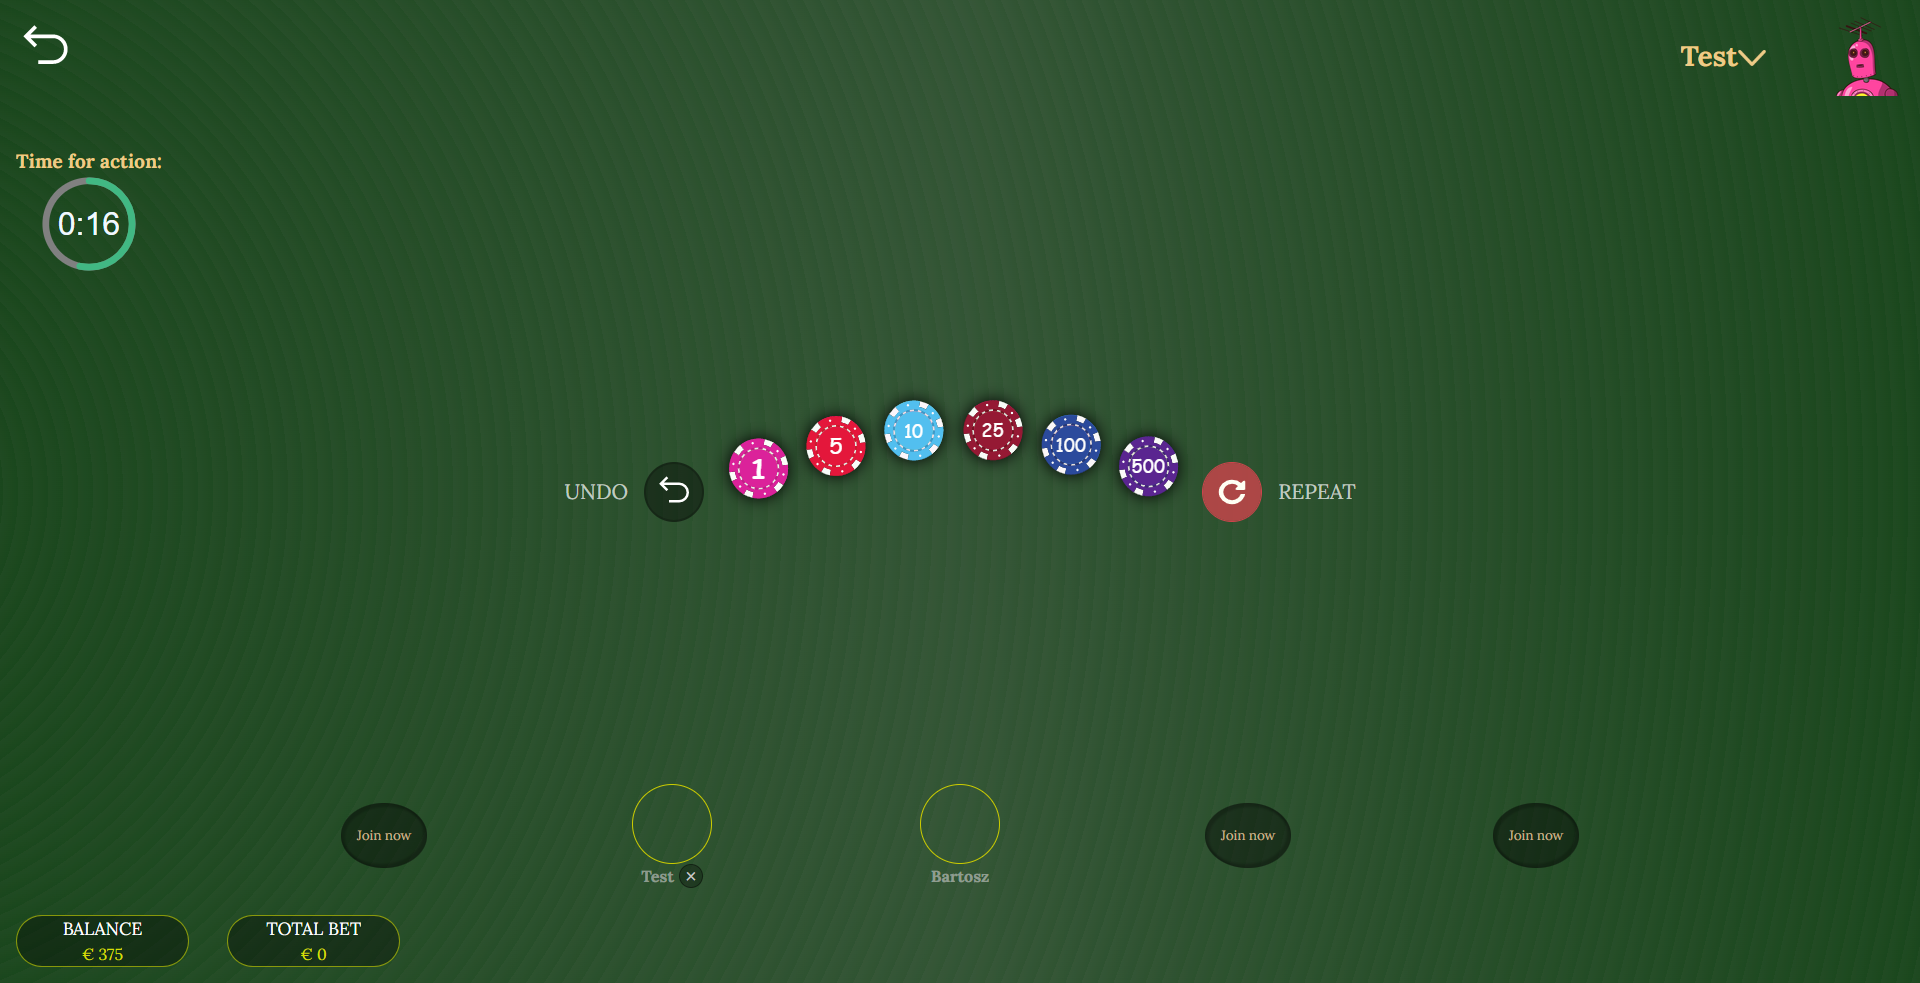 Test
Time for action:
0:16
1
5
10
25
100
500
UNDO
REPEAT
Join now
Join now
Join now
Test
Bartosz
BALANCE
€ 375
TOTAL BET
€ 0